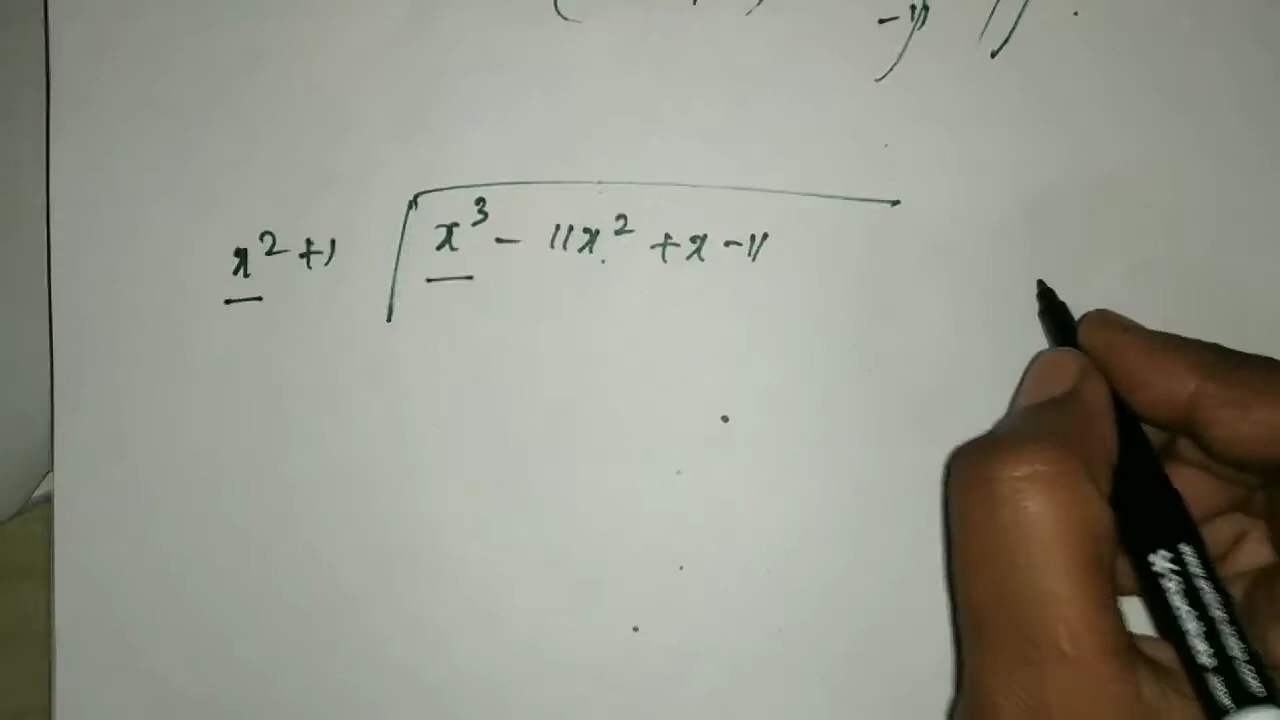 x² + 1 x³ - 11x² + x - 11